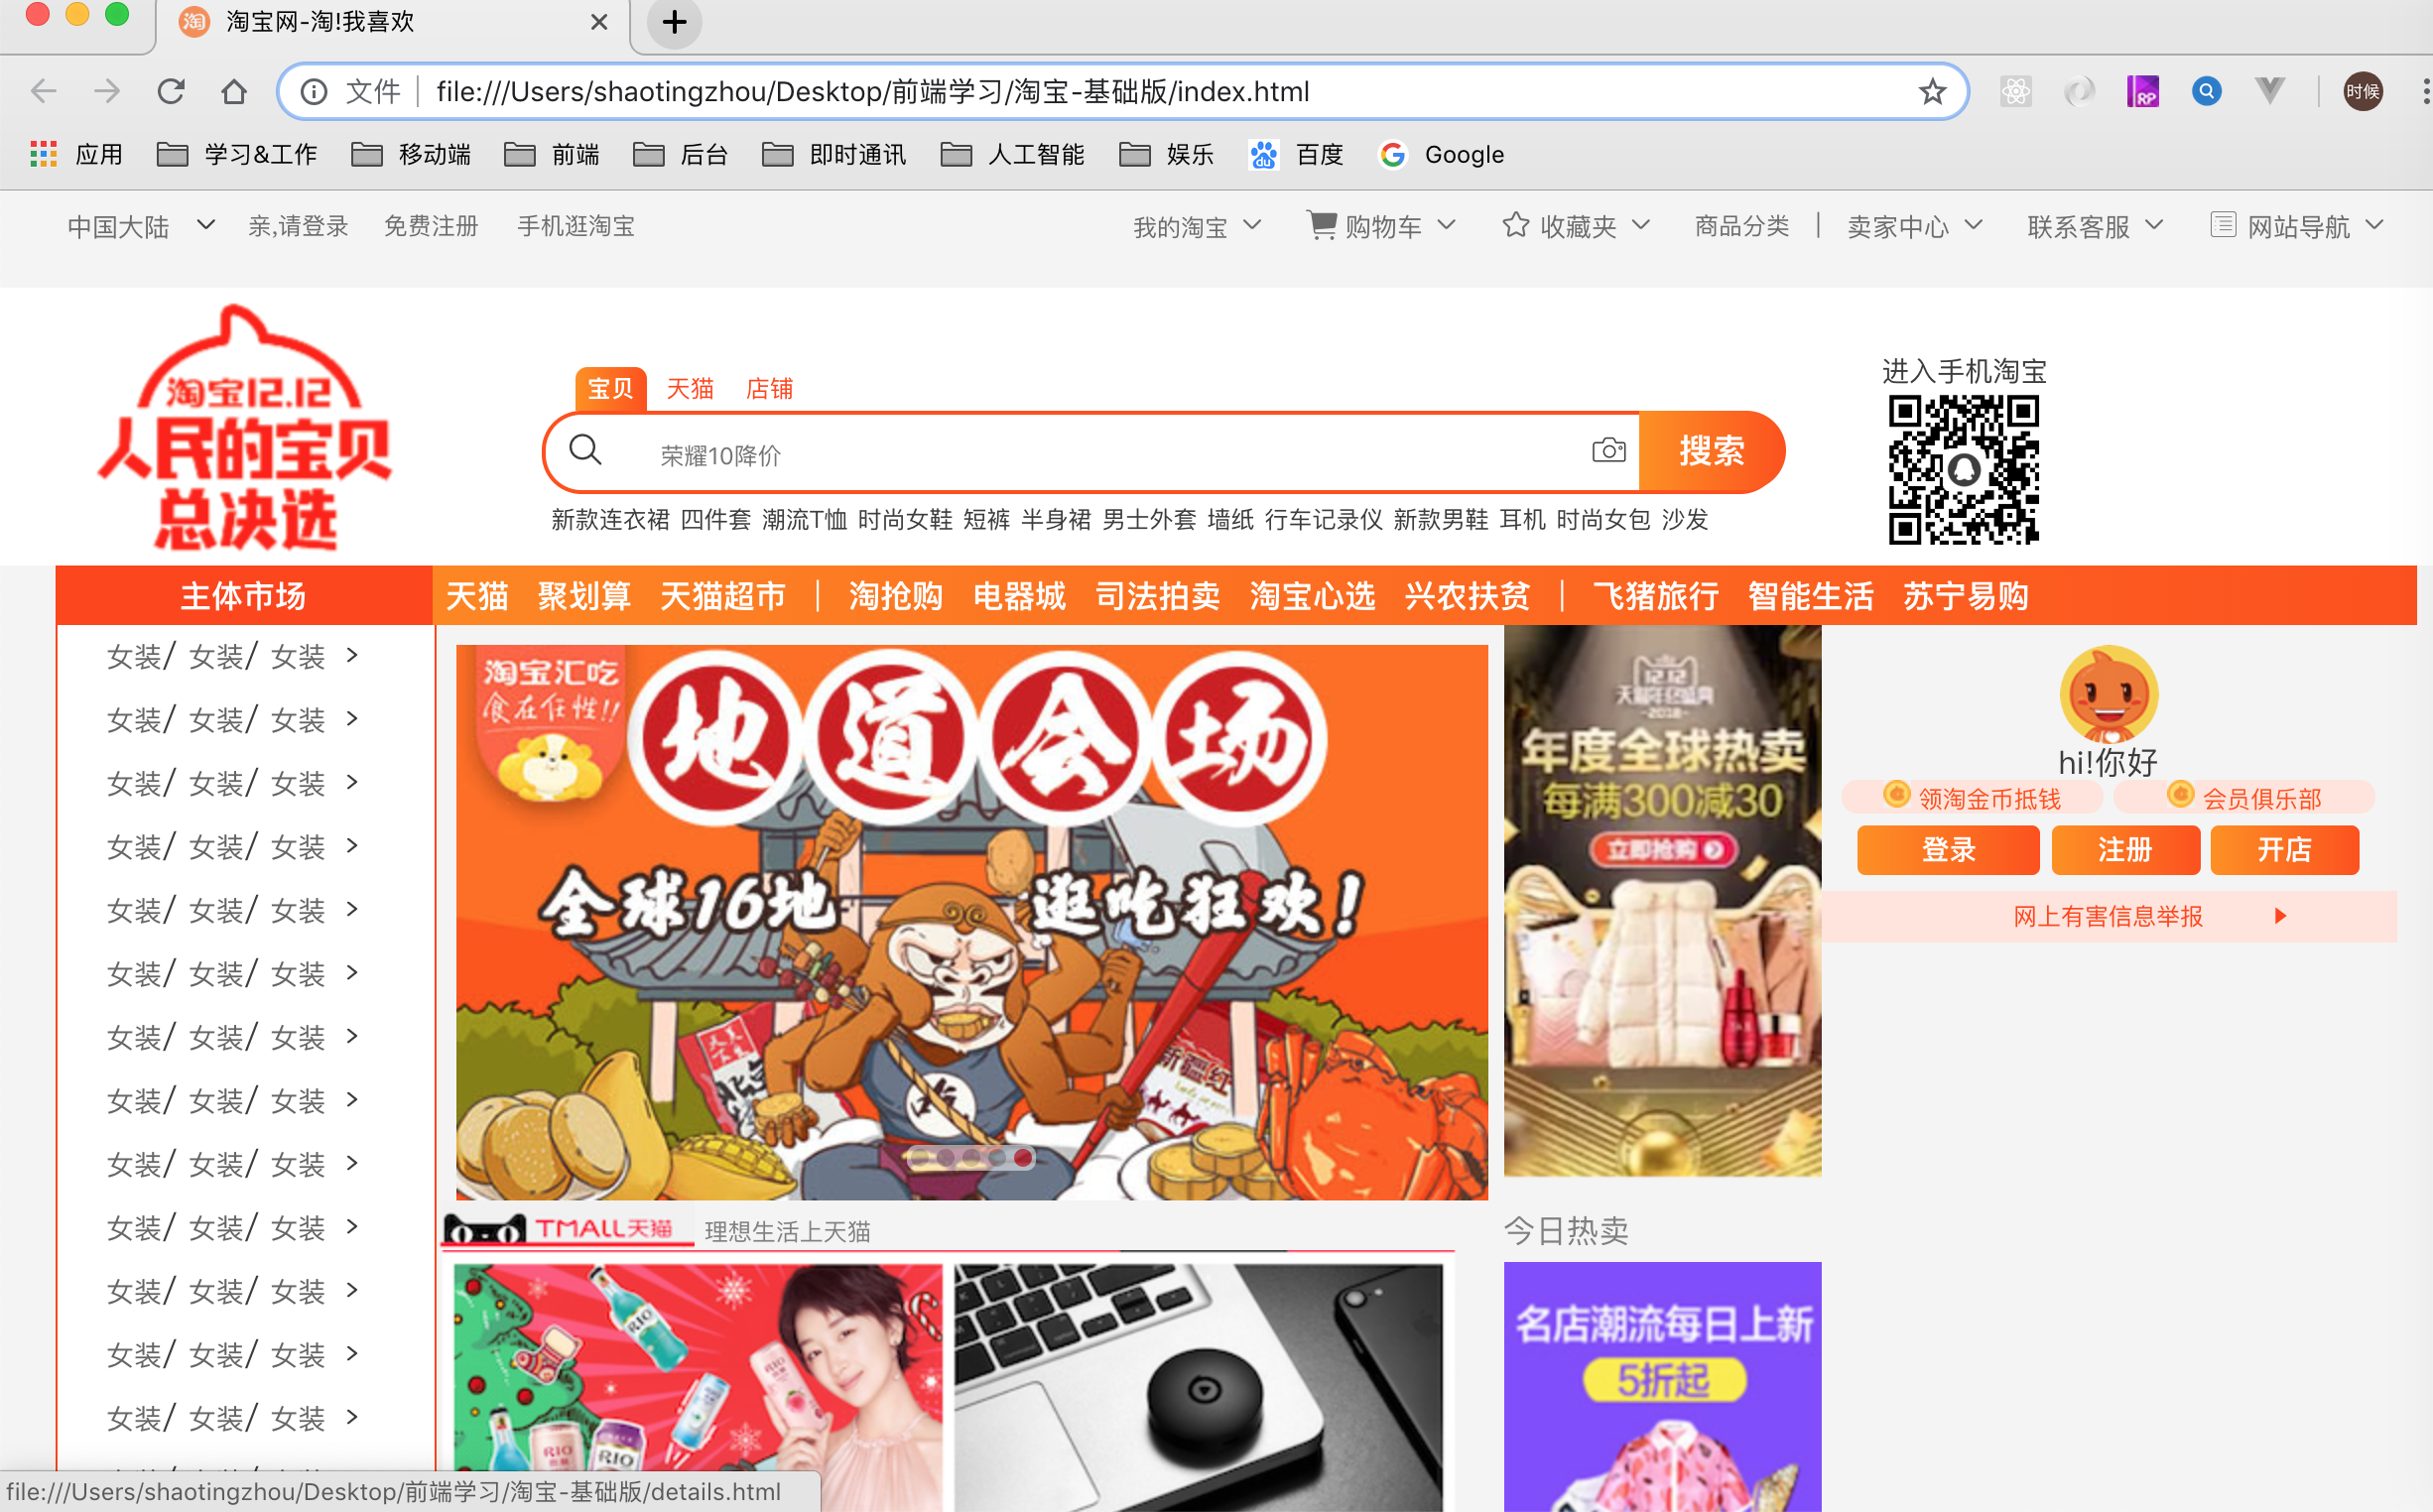 淘宝网-淘!我喜欢
文件 file:///Users/shaotingzhou/Desktop/前端学习/淘宝-基础版/index.html
时候
应用 学习&工作 移动端 前端 后台 即时通讯 人工智能 娱乐 百度 Google
中国大陆 亲,请登录 免费注册 手机逛淘宝 我的淘宝 购物车 收藏夹 商品分类 | 卖家中心 联系客服 网站导航
淘宝12.12
人民的宝贝
总决选
宝贝 天猫 店铺
荣耀10降价 搜索
新款连衣裙 四件套 潮流T恤 时尚女鞋 短裤 半身裙 男士外套 墙纸 行车记录仪 新款男鞋 耳机 时尚女包 沙发
进入手机淘宝
主体市场 天猫 聚划算 天猫超市 | 淘抢购 电器城 司法拍卖 淘宝心选 兴农扶贫 | 飞猪旅行 智能生活 苏宁易购
女装/ 女装/ 女装 >
女装/ 女装/ 女装 >
女装/ 女装/ 女装 >
女装/ 女装/ 女装 >
女装/ 女装/ 女装 >
女装/ 女装/ 女装 >
女装/ 女装/ 女装 >
女装/ 女装/ 女装 >
女装/ 女装/ 女装 >
女装/ 女装/ 女装 >
女装/ 女装/ 女装 >
女装/ 女装/ 女装 >
女装/ 女装/ 女装 >
淘宝汇吃
食在任性!!
地道会场
全球16地 逛吃狂欢!
新疆红
12.12
天猫年终盛典
-2018-
年度全球热卖
每满300减30
立即抢购
hi!你好
领淘金币抵钱 会员俱乐部
登录 注册 开店
网上有害信息举报
TMALL天猫 理想生活上天猫
RIO
RIO
RIO
RIO
今日热卖
名店潮流每日上新
5折起
file:///Users/shaotingzhou/Desktop/前端学习/淘宝-基础版/details.html